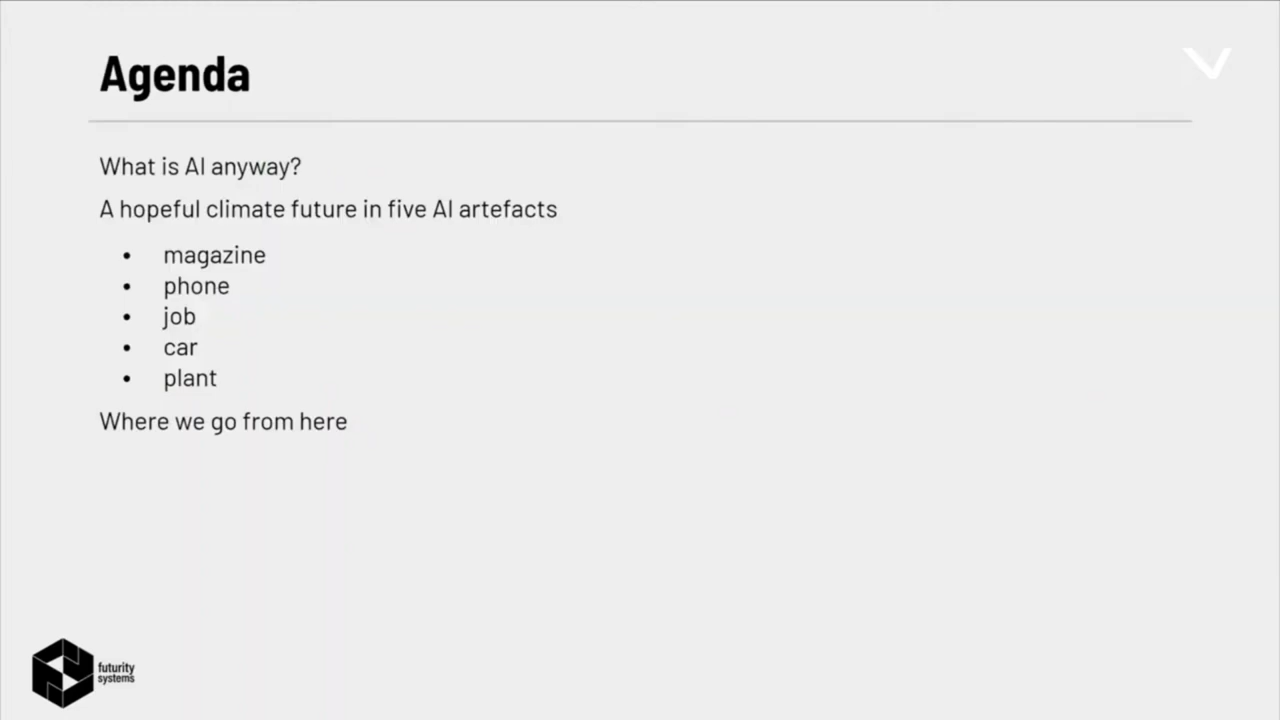 Agenda
What is AI anyway?
A hopeful climate future in five AI artefacts
• magazine
• phone
• job
• car
• plant
Where we go from here
futurity
systems